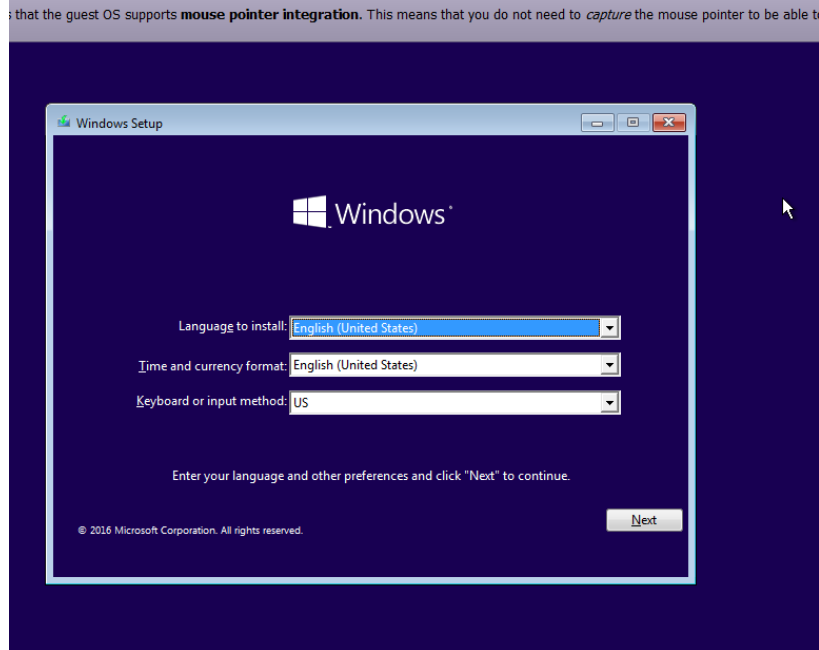 that the guest OS supports mouse pointer integration. This means that you do not need to capture the mouse pointer to be able
Windows Setup
Windows
Language to install: English (United States)
Time and currency format: English (United States)
Keyboard or input method: US
Enter your language and other preferences and click "Next" to continue.
© 2016 Microsoft Corporation. All rights reserved.
Next